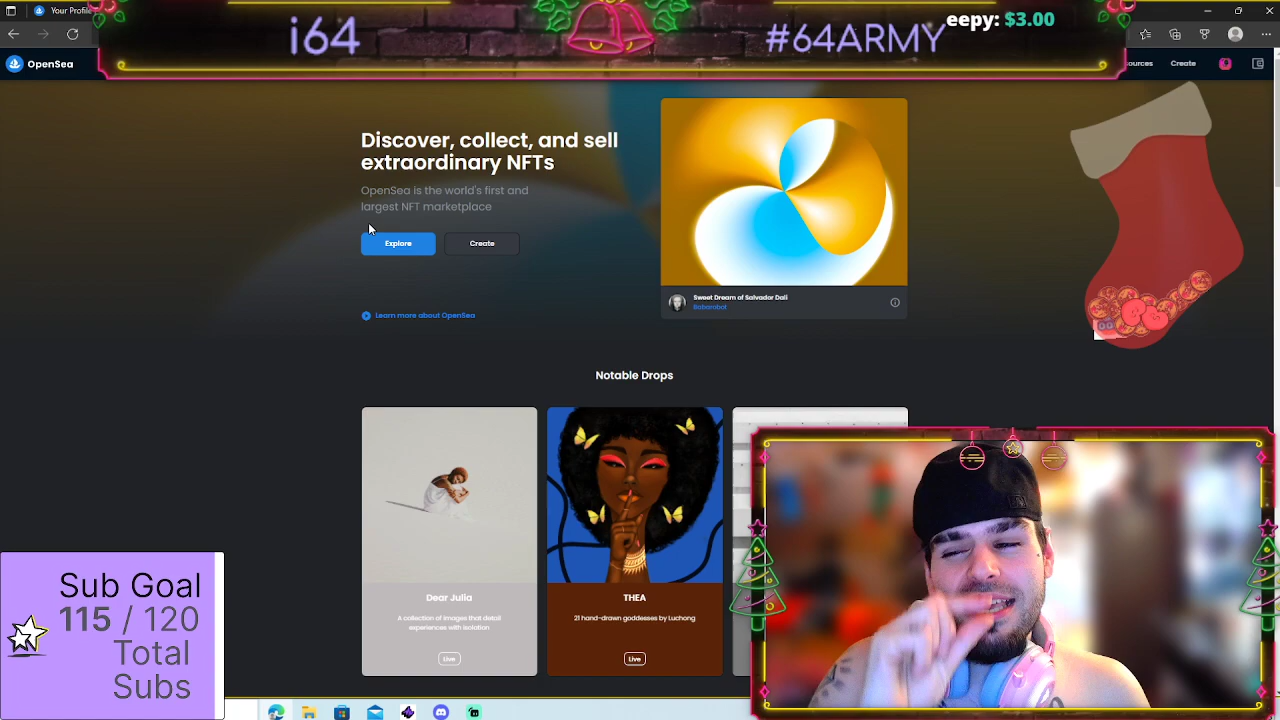 Your Profile
i64
#64ARMY
eepy: $3.00
OpenSea
ources
Create
Discover, collect, and sell
extraordinary NFTs
OpenSea is the world's first and
largest NFT marketplace
Explore
Create
Learn more about OpenSea
Sweet Dream of Salvador Dali
Notable Drops
Dear Julia
A collection of images that detail
experiences with isolation
Live
THEA
21 hand-drawn goddesses by Luchong
Live
Sub Goal
115 / 120
Total
Subs